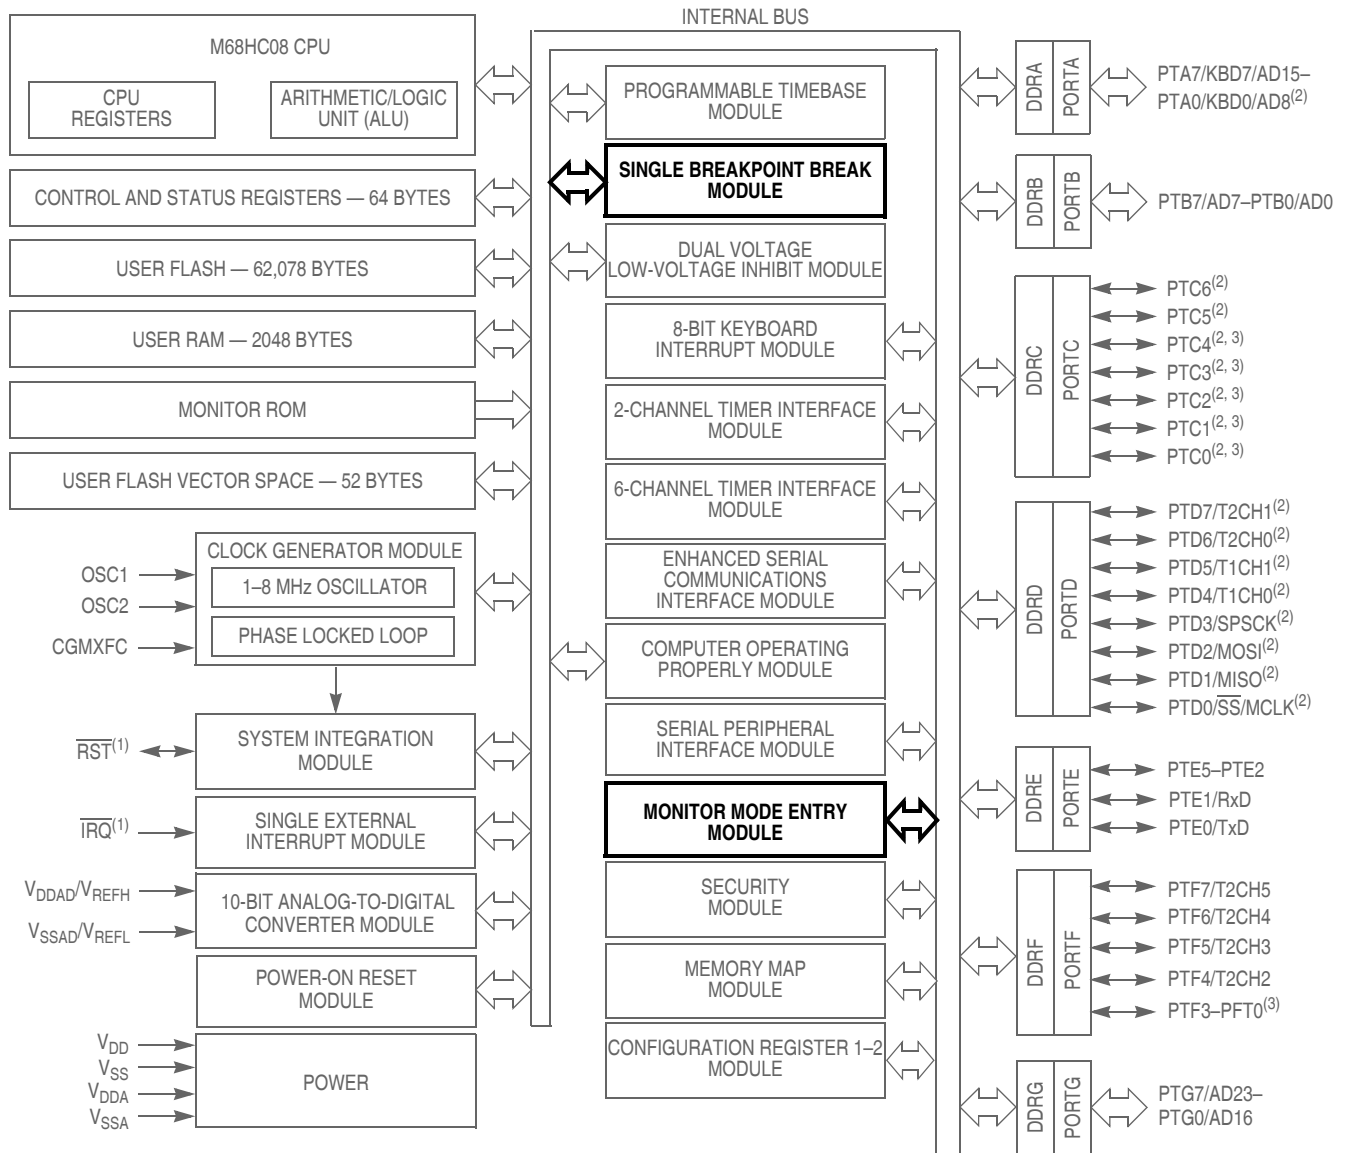 INTERNAL BUS
M68HC08 CPU
CPU
REGISTERS
ARITHMETIC/LOGIC
UNIT (ALU)
CONTROL AND STATUS REGISTERS — 64 BYTES
USER FLASH — 62,078 BYTES
USER RAM — 2048 BYTES
MONITOR ROM
USER FLASH VECTOR SPACE — 52 BYTES
CLOCK GENERATOR MODULE
1–8 MHz OSCILLATOR
PHASE LOCKED LOOP
OSC1
OSC2
CGMXFC
SYSTEM INTEGRATION
MODULE
R̅S̅T̅(1)
SINGLE EXTERNAL
INTERRUPT MODULE
I̅R̅Q̅(1)
10-BIT ANALOG-TO-DIGITAL
CONVERTER MODULE
VDDAD/VREFH
VSSAD/VREFL
POWER-ON RESET
MODULE
POWER
VDD
VSS
VDDA
VSSA
PROGRAMMABLE TIMEBASE
MODULE
SINGLE BREAKPOINT BREAK
MODULE
DUAL VOLTAGE
LOW-VOLTAGE INHIBIT MODULE
8-BIT KEYBOARD
INTERRUPT MODULE
2-CHANNEL TIMER INTERFACE
MODULE
6-CHANNEL TIMER INTERFACE
MODULE
ENHANCED SERIAL
COMMUNICATIONS
INTERFACE MODULE
COMPUTER OPERATING
PROPERLY MODULE
SERIAL PERIPHERAL
INTERFACE MODULE
MONITOR MODE ENTRY
MODULE
SECURITY
MODULE
MEMORY MAP
MODULE
CONFIGURATION REGISTER 1–2
MODULE
DDRA
PORTA
PTA7/KBD7/AD15–
PTA0/KBD0/AD8(2)
DDRB
PORTB
PTB7/AD7–PTB0/AD0
DDRC
PORTC
PTC6(2)
PTC5(2)
PTC4(2, 3)
PTC3(2, 3)
PTC2(2, 3)
PTC1(2, 3)
PTC0(2, 3)
DDRD
PORTD
PTD7/T2CH1(2)
PTD6/T2CH0(2)
PTD5/T1CH1(2)
PTD4/T1CH0(2)
PTD3/SPSCK(2)
PTD2/MOSI(2)
PTD1/MISO(2)
PTD0/S̅S̅/MCLK(2)
DDRE
PORTE
PTE5–PTE2
PTE1/RxD
PTE0/TxD
DDRF
PORTF
PTF7/T2CH5
PTF6/T2CH4
PTF5/T2CH3
PTF4/T2CH2
PTF3–PFT0(3)
DDRG
PORTG
PTG7/AD23–
PTG0/AD16